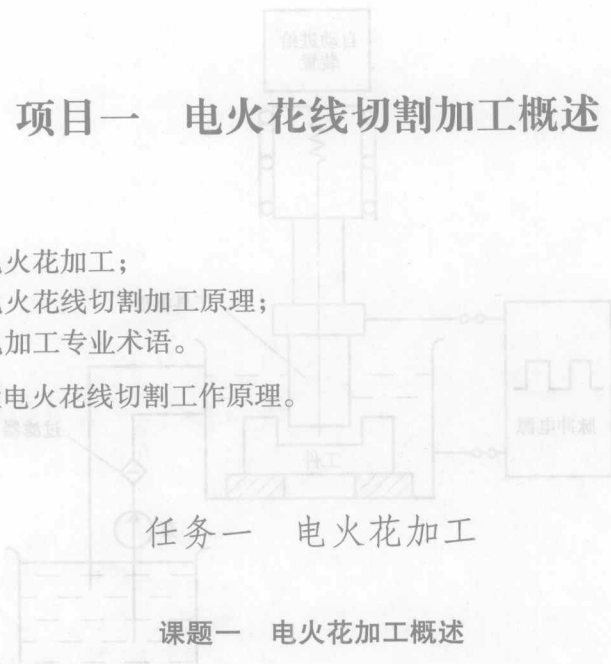 自动进给
装置
项目一 电火花线切割加工概述
火花加工；
火花线切割加工原理；
加工专业术语。
电火花线切割工作原理。
脉冲电源
过滤器
工件
任务一 电火花加工
课题一 电火花加工概述